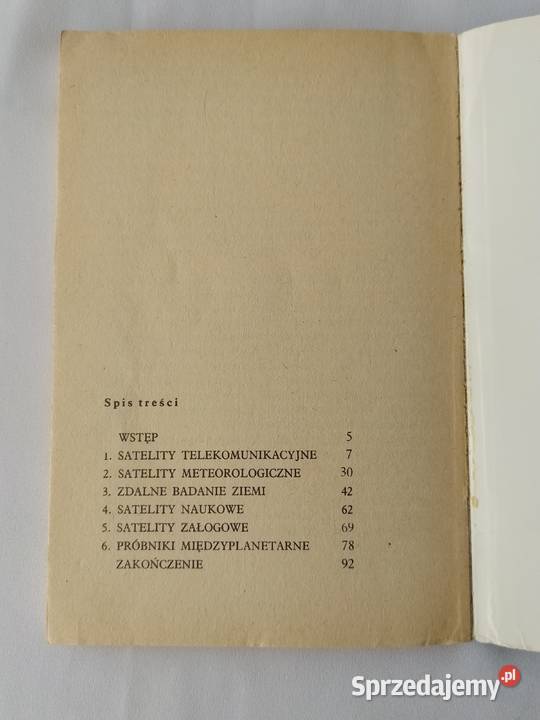 Spis treści
WSTĘP 5
1. SATELITY TELEKOMUNIKACYJNE 7
2. SATELITY METEOROLOGICZNE 30
3. ZDALNE BADANIE ZIEMI 42
4. SATELITY NAUKOWE 62
5. SATELITY ZAŁOGOWE 69
6. PRÓBNIKI MIĘDZYPLANETARNE 78
ZAKOŃCZENIE 92
Sprzedajemy.pl